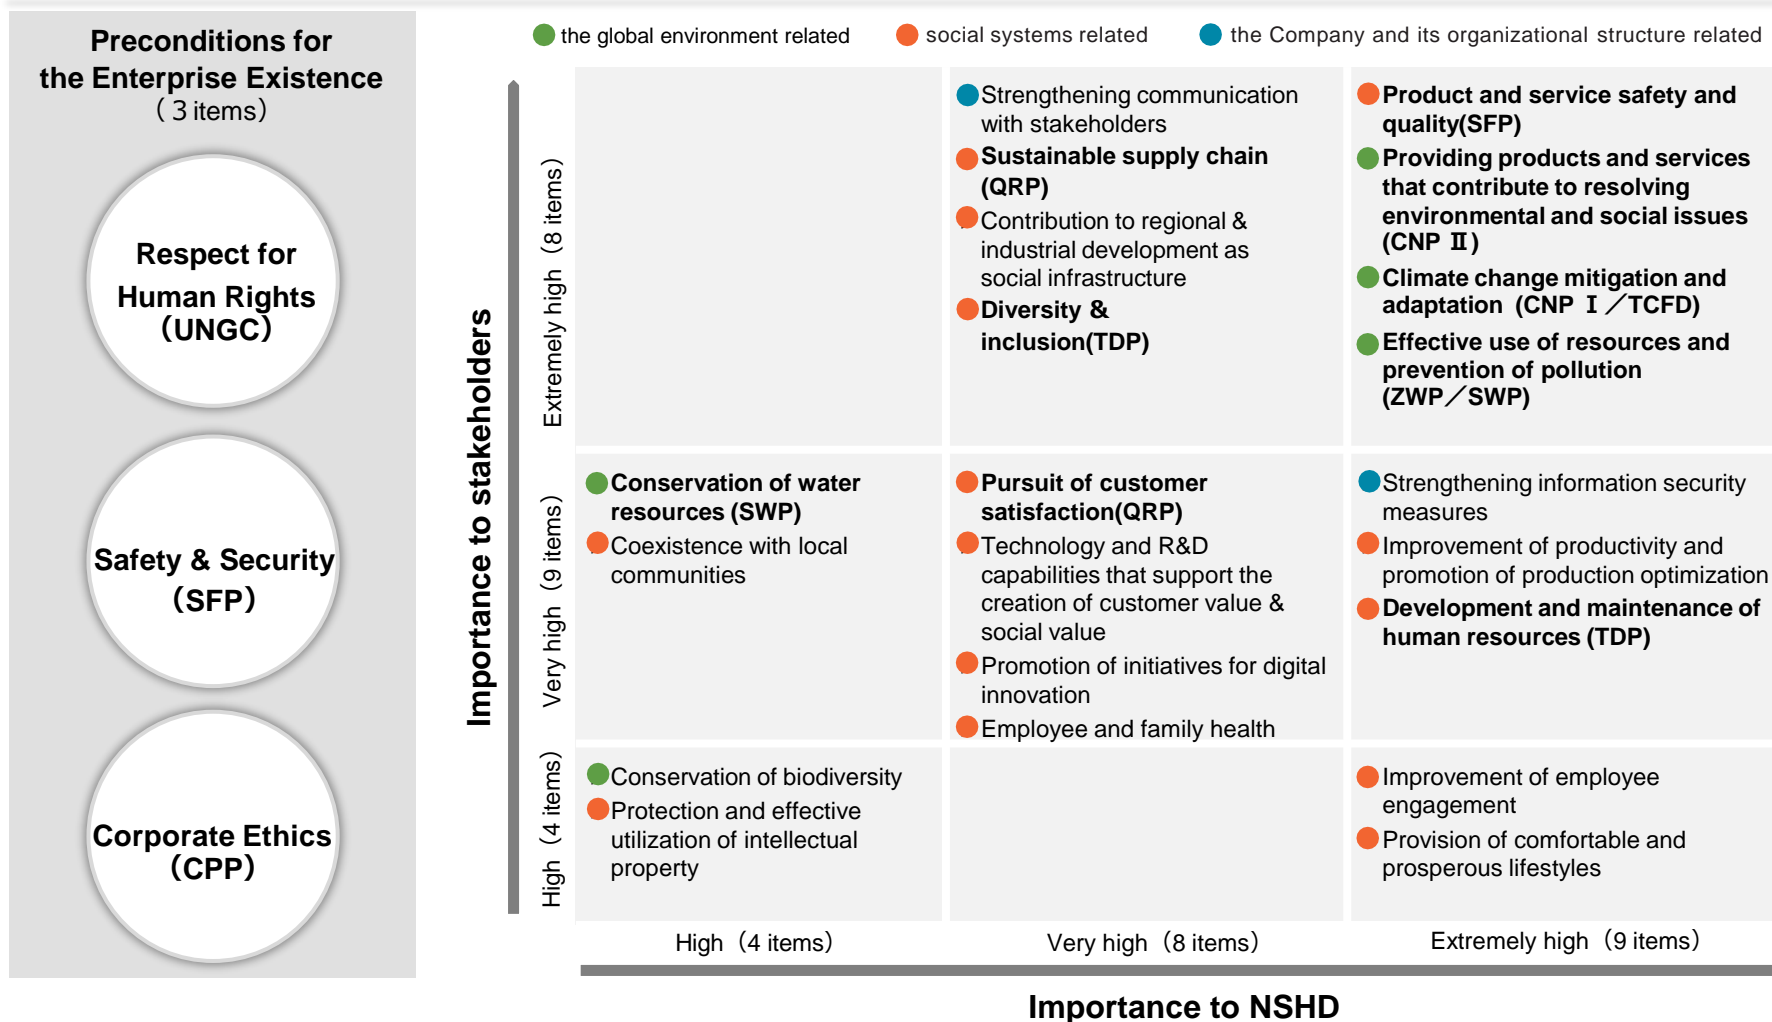 Preconditions for
the Enterprise Existence
（3 items）
Respect for
Human Rights
（UNGC）
Safety & Security
（SFP）
Corporate Ethics
（CPP）
the global environment related
social systems related
the Company and its organizational structure related
Importance to stakeholders
Extremely high（8 items）
Strengthening communication
with stakeholders
Sustainable supply chain
(QRP)
Contribution to regional &
industrial development as
social infrastructure
Diversity &
inclusion(TDP)
Product and service safety and
quality(SFP)
Providing products and services
that contribute to resolving
environmental and social issues
(CNP Ⅱ)
Climate change mitigation and
adaptation (CNP Ⅰ／TCFD)
Effective use of resources and
prevention of pollution
(ZWP／SWP)
Very high（9 items）
Conservation of water
resources (SWP)
Coexistence with local
communities
Pursuit of customer
satisfaction(QRP)
Technology and R&D
capabilities that support the
creation of customer value &
social value
Promotion of initiatives for digital
innovation
Employee and family health
Strengthening information security
measures
Improvement of productivity and
promotion of production optimization
Development and maintenance of
human resources (TDP)
High（4 items）
Conservation of biodiversity
Protection and effective
utilization of intellectual
property
Improvement of employee
engagement
Provision of comfortable and
prosperous lifestyles
High（4 items）
Very high（8 items）
Extremely high（9 items）
Importance to NSHD